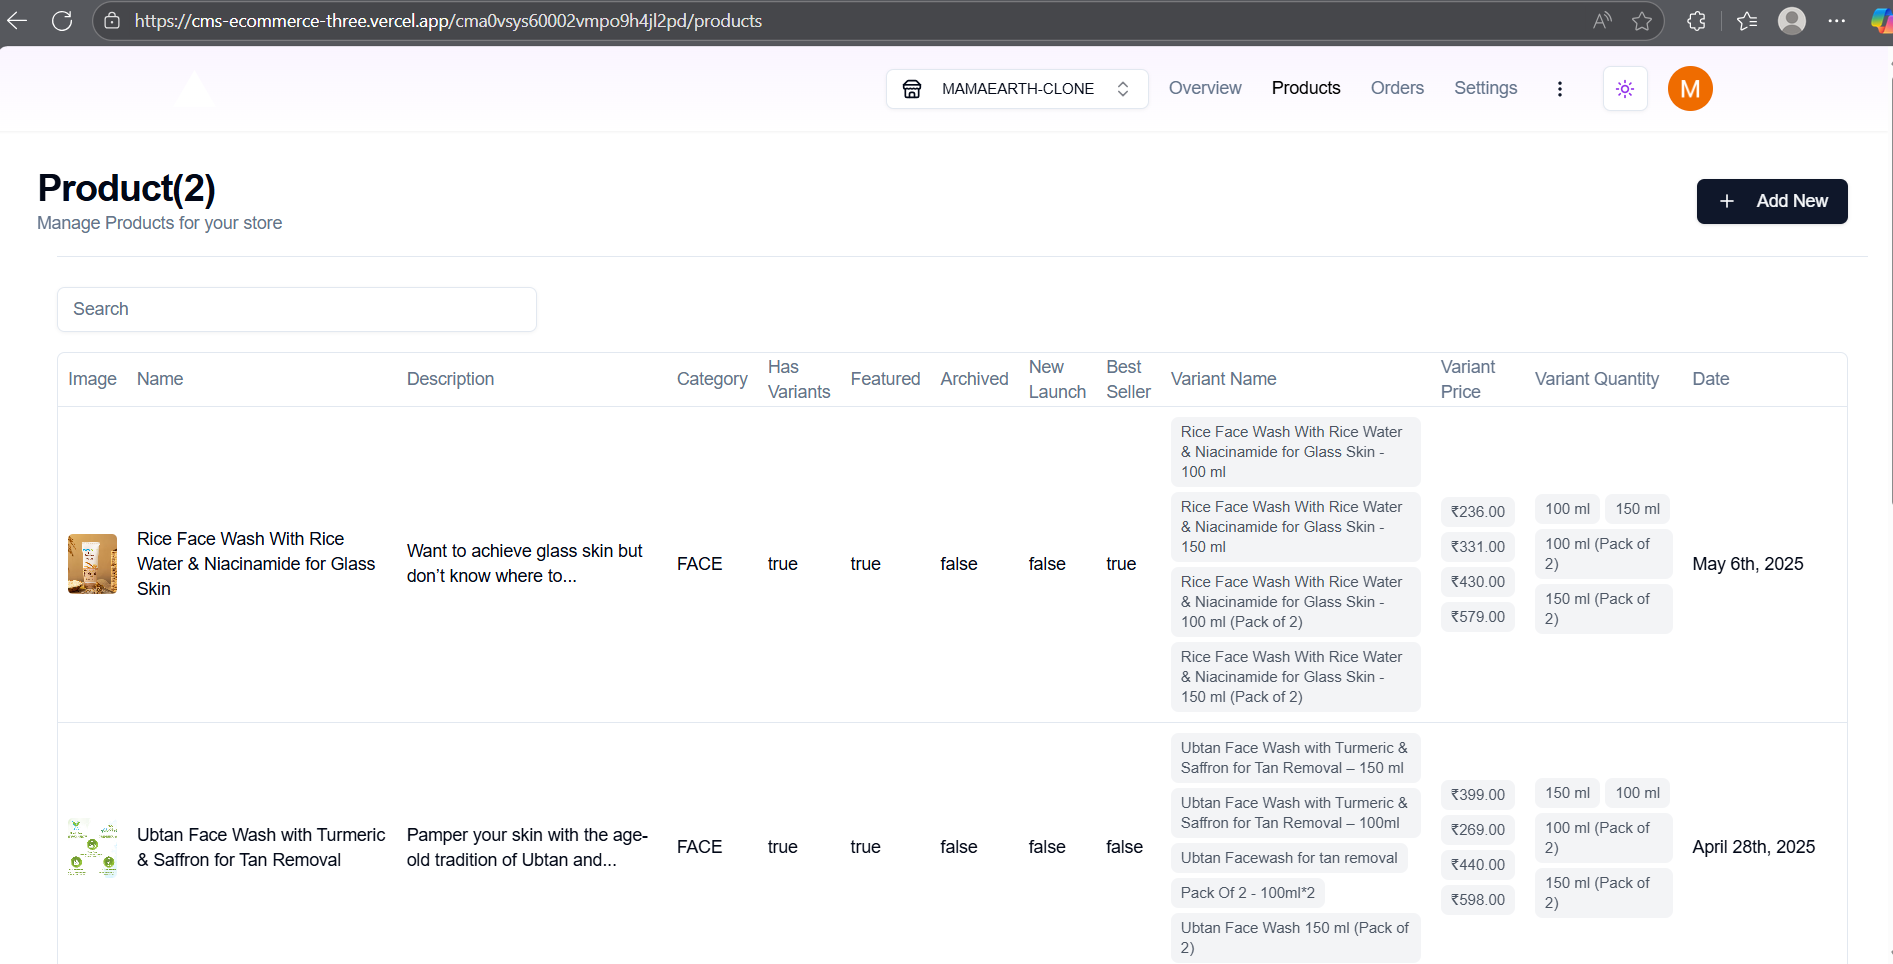 https://cms-ecommerce-three.vercel.app/cma0vsys60002vmpo9h4jl2pd/products
MAMAEARTH-CLONE
Overview
Products
Orders
Settings
M
Product(2)
Manage Products for your store
+ Add New
Search
Image
Name
Description
Category
Has
Variants
Featured
Archived
New
Launch
Best
Seller
Variant Name
Variant
Price
Variant Quantity
Date
Rice Face Wash With Rice
Water & Niacinamide for Glass
Skin
Want to achieve glass skin but
don’t know where to...
FACE
true
true
false
false
true
Rice Face Wash With Rice Water
& Niacinamide for Glass Skin -
100 ml
Rice Face Wash With Rice Water
& Niacinamide for Glass Skin -
150 ml
Rice Face Wash With Rice Water
& Niacinamide for Glass Skin -
100 ml (Pack of 2)
Rice Face Wash With Rice Water
& Niacinamide for Glass Skin -
150 ml (Pack of 2)
₹236.00
₹331.00
₹430.00
₹579.00
100 ml
150 ml
100 ml (Pack of
2)
150 ml (Pack of
2)
May 6th, 2025
Ubtan Face Wash with Turmeric
& Saffron for Tan Removal
Pamper your skin with the age-
old tradition of Ubtan and...
FACE
true
true
false
false
false
Ubtan Face Wash with Turmeric &
Saffron for Tan Removal – 150 ml
Ubtan Face Wash with Turmeric &
Saffron for Tan Removal – 100ml
Ubtan Facewash for tan removal
Pack Of 2 - 100ml*2
Ubtan Face Wash 150 ml (Pack of
2)
₹399.00
₹269.00
₹440.00
₹598.00
150 ml
100 ml
100 ml (Pack of
2)
150 ml (Pack of
2)
April 28th, 2025